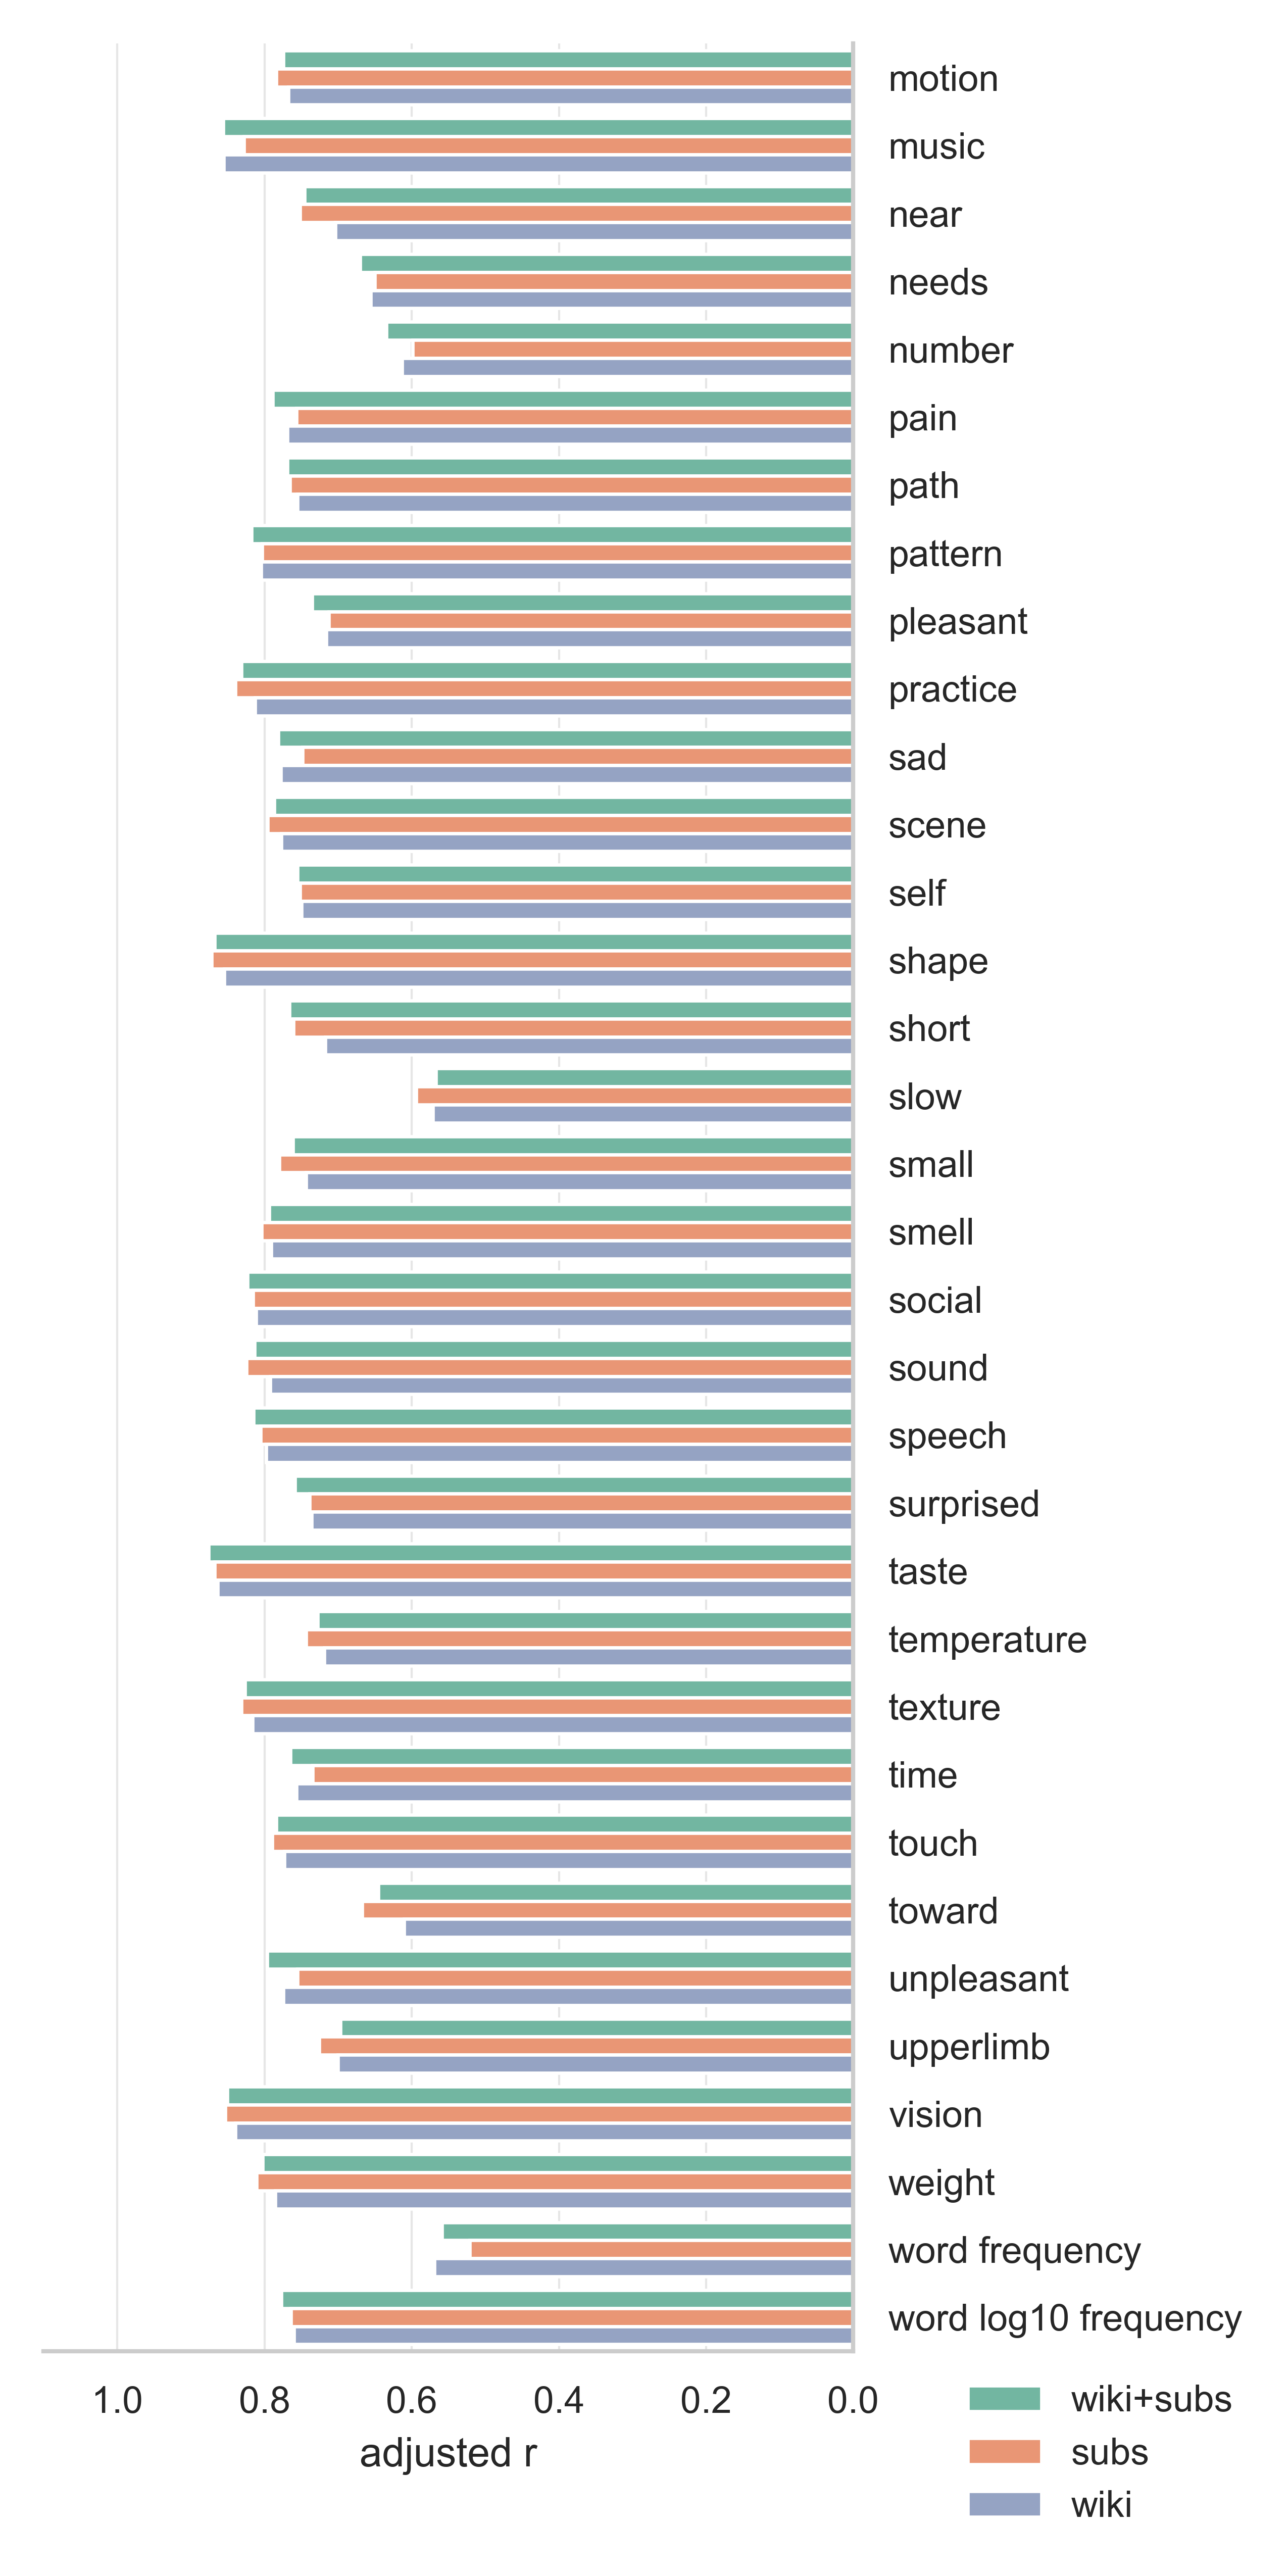 motion
music
near
needs
number
pain
path
pattern
pleasant
practice
sad
scene
self
shape
short
slow
small
smell
social
sound
speech
surprised
taste
temperature
texture
time
touch
toward
unpleasant
upperlimb
vision
weight
word frequency
word log10 frequency
1.0 0.8 0.6 0.4 0.2 0.0
adjusted r
wiki+subs
subs
wiki